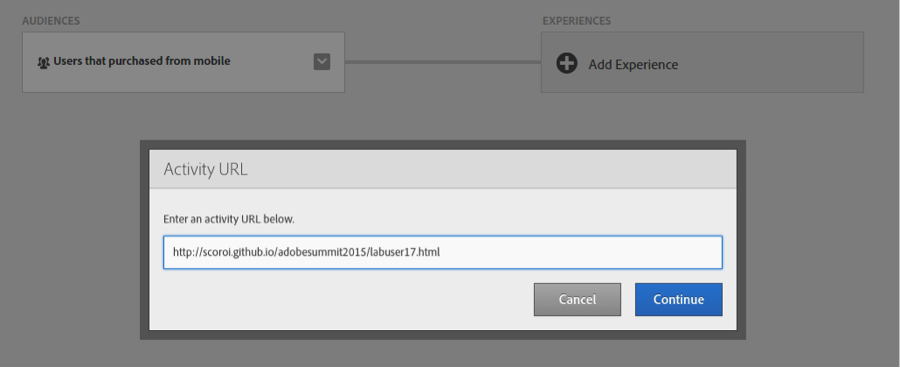 AUDIENCES
EXPERIENCES
Users that purchased from mobile
Add Experience
Activity URL
Enter an activity URL below.
http://scoroi.github.io/adobesummit2015/labuser17.html
Cancel
Continue